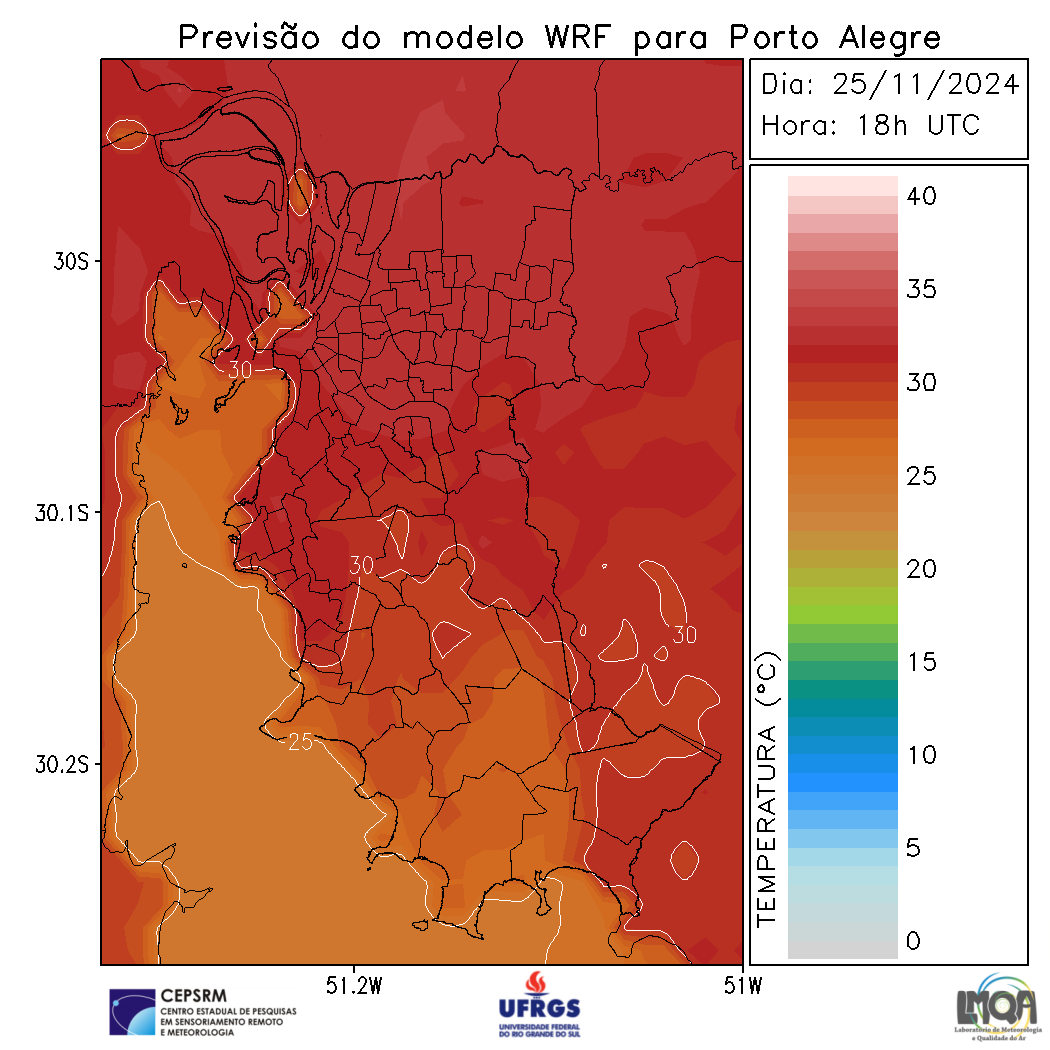 Previsão do modelo WRF para Porto Alegre
Dia: 25/11/2024
Hora: 18h UTC
40
35
30
25
20
15
10
5
0
TEMPERATURA (°C)
30S
30.1S
30.2S
51.2W
51W
30
30
30
25
CEPSRM
CENTRO ESTADUAL DE PESQUISAS
EM SENSORIAMENTO REMOTO
E METEOROLOGIA
UFRGS
UNIVERSIDADE FEDERAL
DO RIO GRANDE DO SUL
LMQA
Laboratório de Meteorologia
e Qualidade do Ar